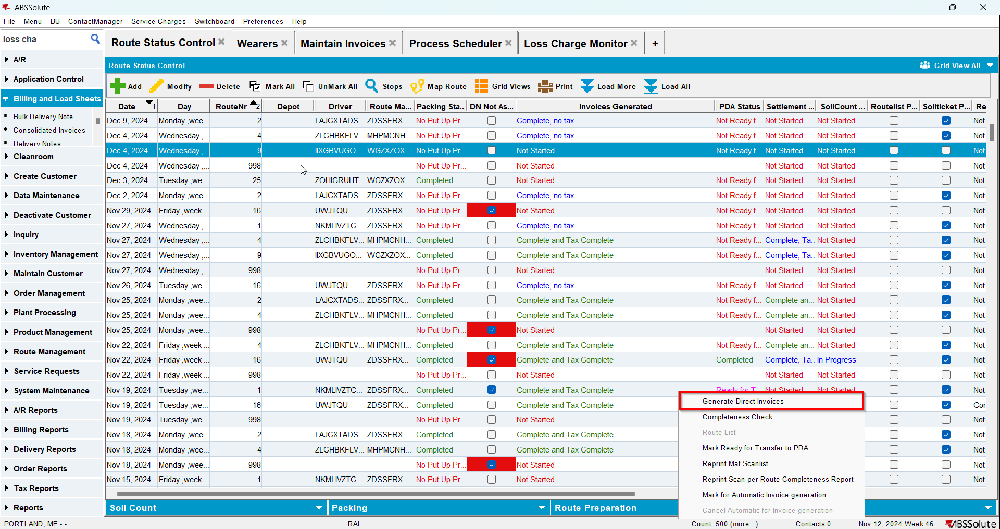 ABSSolute
File Menu BU ContactManager Service Charges Switchboard Preferences Help
loss cha
Route Status Control Wearers Maintain Invoices Process Scheduler Loss Charge Monitor +
Route Status Control Grid View All
Add Modify Delete Mark All UnMark All Stops Map Route Grid Views Print Load More Load All
A/R
Application Control
Billing and Load Sheets
Bulk Delivery Note
Consolidated Invoices
Delivery Notes
Cleanroom
Create Customer
Data Maintenance
Deactivate Customer
Inquiry
Inventory Management
Maintain Customer
Order Management
Plant Processing
Product Management
Route Management
Service Requests
System Maintenance
A/R Reports
Billing Reports
Delivery Reports
Order Reports
Tax Reports
Reports
Date 1 Day RouteNr 2 Depot Driver Route Ma... Packing Sta... DN Not As... Invoices Generated PDA Status Settlement ... SoilCount ... Routelist P... Soilticket P... Re
Dec 9, 2024 Monday ,wee... 2 LAJCXTADS... ZDSSFRX... No Put Up Pr... Complete, no tax Not Ready f... Not Started Not Started Not
Dec 4, 2024 Wednesday ,... 4 ZLCHBKFLV... MHPMCNH... No Put Up Pr... Complete, no tax Not Ready f... Not Started Not Started Not
Dec 4, 2024 Wednesday ,... 9 IIXGBVUGO... WGZXZOX... No Put Up Pr... Not Started Not Ready f... Not Started Not Started Not
Dec 4, 2024 Wednesday ,... 998 No Put Up Pr... Not Started Not Started Not Started Not
Dec 3, 2024 Tuesday ,we... 25 ZOHIGRUHT... WGZXZOX... Completed Not Started Not Ready f... Not Started Not Started Not
Dec 2, 2024 Monday ,wee... 2 LAJCXTADS... ZDSSFRX... No Put Up Pr... Complete, no tax Not Ready f... Not Started Not Started Not
Nov 29, 2024 Friday ,week ... 16 UWJTQU ZDSSFRX... No Put Up Pr... Not Started Not Ready f... Not Started Not Started Not
Nov 27, 2024 Wednesday ,... 1 NKMLIVZTC... ZDSSFRX... No Put Up Pr... Complete, no tax Not Ready f... Not Started Not Started Not
Nov 27, 2024 Wednesday ,... 4 ZLCHBKFLV... MHPMCNH... Completed Complete and Tax Complete Not Ready f... Complete, Ta... Not Started Not
Nov 27, 2024 Wednesday ,... 9 IIXGBVUGO... WGZXZOX... Completed Complete and Tax Complete Not Ready f... Complete, Ta... Not Started Not
Nov 27, 2024 Wednesday ,... 998 No Put Up Pr... Not Started Not Started Not Started Not
Nov 26, 2024 Tuesday ,we... 16 UWJTQU ZDSSFRX... No Put Up Pr... Complete, no tax Not Ready f... Not Started Not Started Not
Nov 25, 2024 Monday ,wee... 2 LAJCXTADS... ZDSSFRX... Completed Complete and Tax Complete Not Ready f... Complete an... Not Started Not
Nov 25, 2024 Monday ,wee... 4 ZLCHBKFLV... MHPMCNH... Completed Complete and Tax Complete Not Ready f... Complete an... Not Started Not
Nov 25, 2024 Monday ,wee... 998 No Put Up Pr... Not Started Not Started Not Started Not
Nov 22, 2024 Friday ,week ... 4 ZLCHBKFLV... MHPMCNH... Completed Complete and Tax Complete Not Ready f... Complete an... Not Started Not
Nov 22, 2024 Friday ,week ... 16 UWJTQU ZDSSFRX... Completed Complete and Tax Complete Completed Complete, Ta... In Progress Not
Nov 22, 2024 Friday ,week ... 998 No Put Up Pr... Not Started Not Started Not Started Not
Nov 19, 2024 Tuesday ,we... 1 NKMLIVZTC... ZDSSFRX... Completed Complete and Tax Complete Ready for T... Not Started Not Started Not
Nov 19, 2024 Tuesday ,we... 16 UWJTQU ZDSSFRX... Completed Complete and Tax Complete Cor
Nov 19, 2024 Tuesday ,we... 998 No Put Up Pr... Not Started Not
Nov 18, 2024 Monday ,wee... 2 LAJCXTADS... ZDSSFRX... Completed Complete and Tax Complete Not
Nov 18, 2024 Monday ,wee... 4 ZLCHBKFLV... MHPMCNH... Completed Complete and Tax Complete Not
Nov 18, 2024 Monday ,wee... 998 No Put Up Pr... Not Started Not
Nov 15, 2024 Friday ,week ... 1 NKMLIVZTC... ZDSSFRX... No Put Up Pr... Not Started Not
Generate Direct Invoices
Completeness Check
Route List
Mark Ready for Transfer to PDA
Reprint Mat Scanlist
Reprint Scan per Route Completeness Report
Mark for Automatic Invoice generation
Cancel Automatic for Invoice generation
Soil Count Packing Route Preparation
PORTLAND, ME - - RAL Count: 500 (more...) Contacts 0 Nov 12, 2024 Week 46 ABSSolute